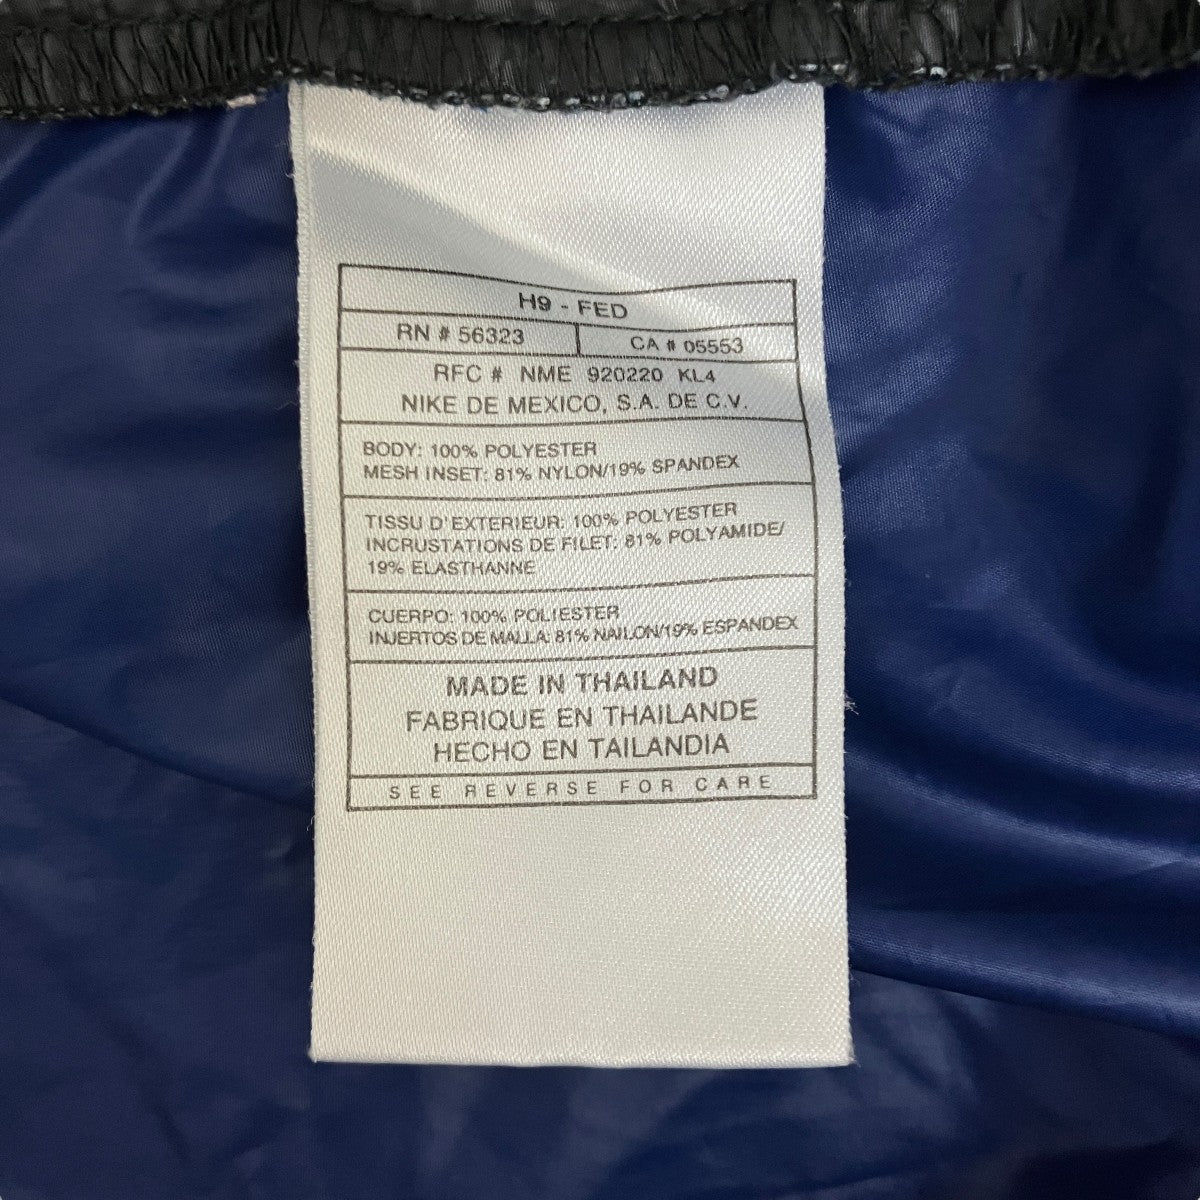 H9 - FED
RN # 56323
CA # 05553
RFC # NME 920220 KL4
NIKE DE MEXICO, S.A. DE C.V.
BODY: 100% POLYESTER
MESH INSET: 81% NYLON/19% SPANDEX
TISSU D'EXTERIEUR: 100% POLYESTER
INCRUSTATIONS DE FILET: 81% POLYAMIDE/
19% ELASTHANNE
CUERPO: 100% POLIESTER
INJERTOS DE MALLA: 81% NAILON/19% ESPANDEX
MADE IN THAILAND
FABRIQUE EN THAILANDE
HECHO EN TAILANDIA
SEE REVERSE FOR CARE